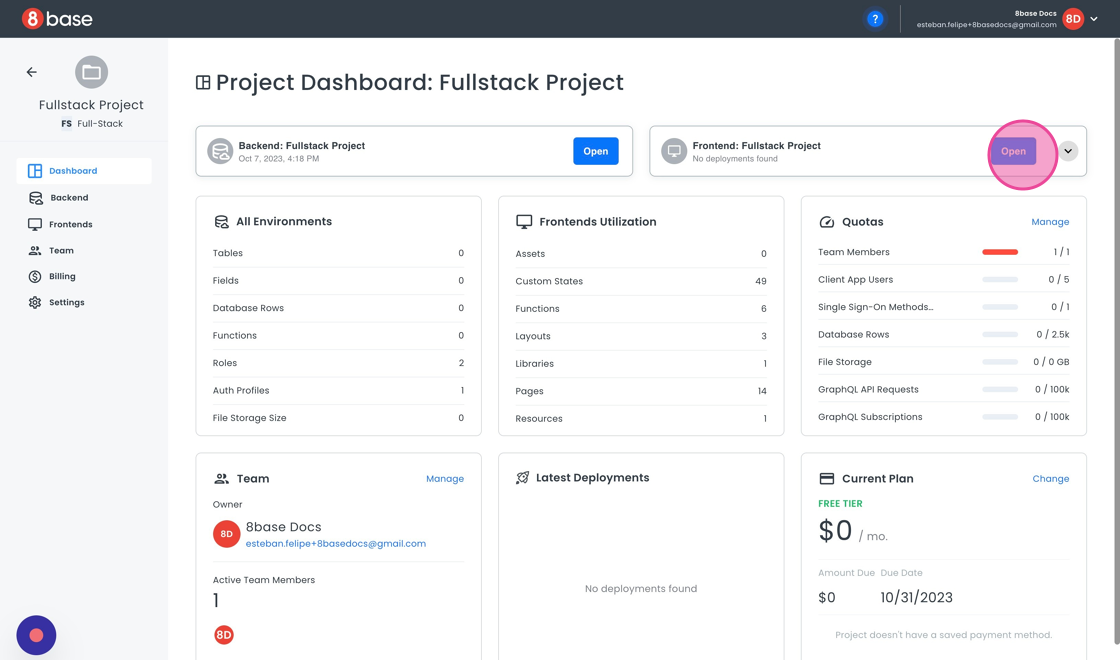 8base
?
8base Docs
esteban.felipe+8basedocs@gmail.com
8D
Fullstack Project
FS Full-Stack
Dashboard
Backend
Frontends
Team
Billing
Settings
Project Dashboard: Fullstack Project
Backend: Fullstack Project
Oct 7, 2023, 4:18 PM
Open
Frontend: Fullstack Project
No deployments found
Open
All Environments
Tables 0
Fields 0
Database Rows 0
Functions 0
Roles 2
Auth Profiles 1
File Storage Size 0
Frontends Utilization
Assets 0
Custom States 49
Functions 6
Layouts 3
Libraries 1
Pages 14
Resources 1
Quotas Manage
Team Members 1 / 1
Client App Users 0 / 5
Single Sign-On Methods... 0 / 1
Database Rows 0 / 2.5k
File Storage 0 / 0 GB
GraphQL API Requests 0 / 100k
GraphQL Subscriptions 0 / 100k
Team Manage
Owner
8D
8base Docs
esteban.felipe+8basedocs@gmail.com
Active Team Members
1
8D
Latest Deployments
No deployments found
Current Plan Change
FREE TIER
$0 / mo.
Amount Due Due Date
$0 10/31/2023
Project doesn't have a saved payment method.